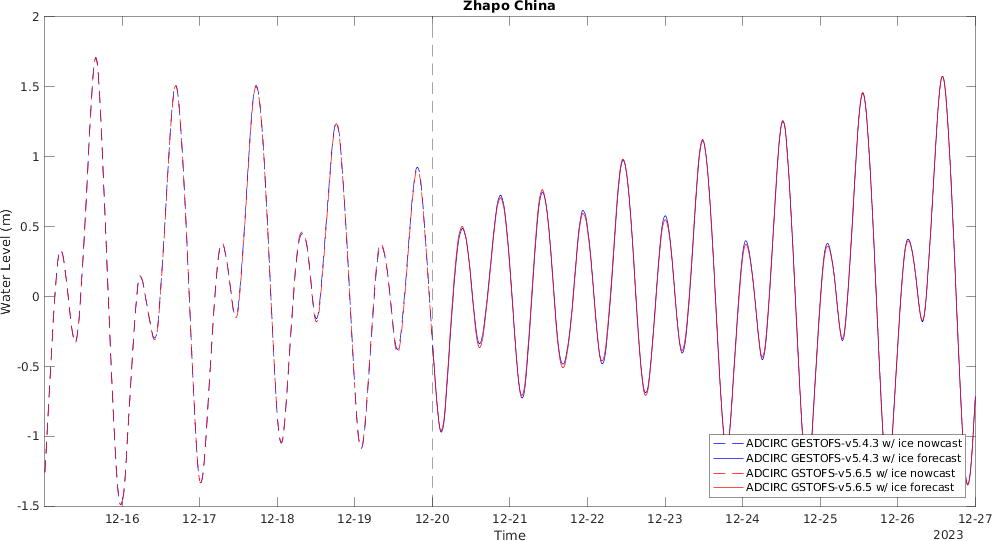 Zhapo China
2
1.5
1
0.5
0
-0.5
-1
-1.5
Water Level (m)
12-16 12-17 12-18 12-19 12-20 12-21 12-22 12-23 12-24 12-25 12-26 12-27
Time
2023
ADCIRC GESTOFS-v5.4.3 w/ ice nowcast
ADCIRC GESTOFS-v5.4.3 w/ ice forecast
ADCIRC GSTOFS-v5.6.5 w/ ice nowcast
ADCIRC GSTOFS-v5.6.5 w/ ice forecast